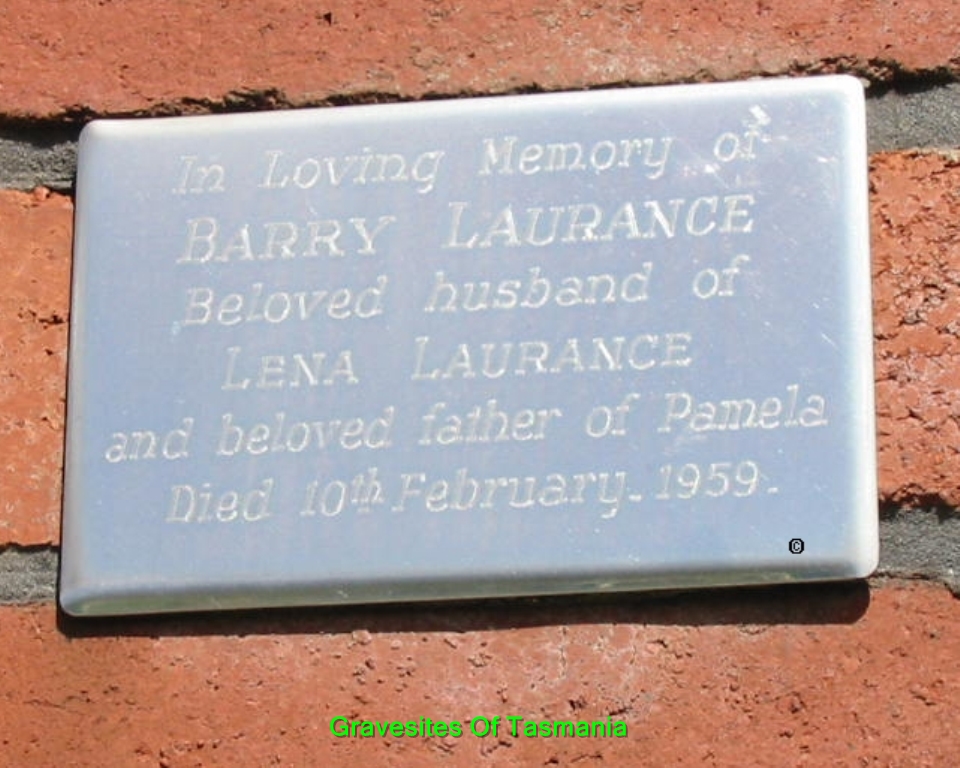 In Loving Memory of
BARRY LAURANCE
Beloved husband of
LENA LAURANCE
and beloved father of Pamela
Died 10th February. 1959.
©
Gravesites Of Tasmania